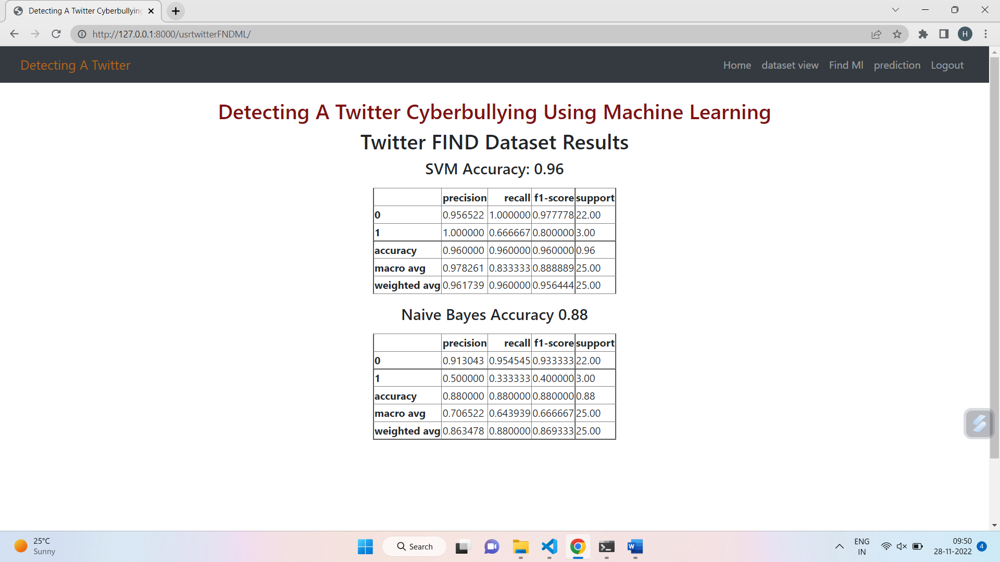 Detecting A Twitter Cyberbullying
http://127.0.0.1:8000/usrtwitterFNDML/
H
Detecting A Twitter
Home dataset view Find Ml prediction Logout
Detecting A Twitter Cyberbullying Using Machine Learning
Twitter FIND Dataset Results
SVM Accuracy: 0.96
precision recall f1-score support
0 0.956522 1.000000 0.977778 22.00
1 1.000000 0.666667 0.800000 3.00
accuracy 0.960000 0.960000 0.960000 0.96
macro avg 0.978261 0.833333 0.888889 25.00
weighted avg 0.961739 0.960000 0.956444 25.00
Naive Bayes Accuracy 0.88
precision recall f1-score support
0 0.913043 0.954545 0.933333 22.00
1 0.500000 0.333333 0.400000 3.00
accuracy 0.880000 0.880000 0.880000 0.88
macro avg 0.706522 0.643939 0.666667 25.00
weighted avg 0.863478 0.880000 0.869333 25.00
25°C
Sunny
Search
W
ENG
IN
09:50
28-11-2022
4